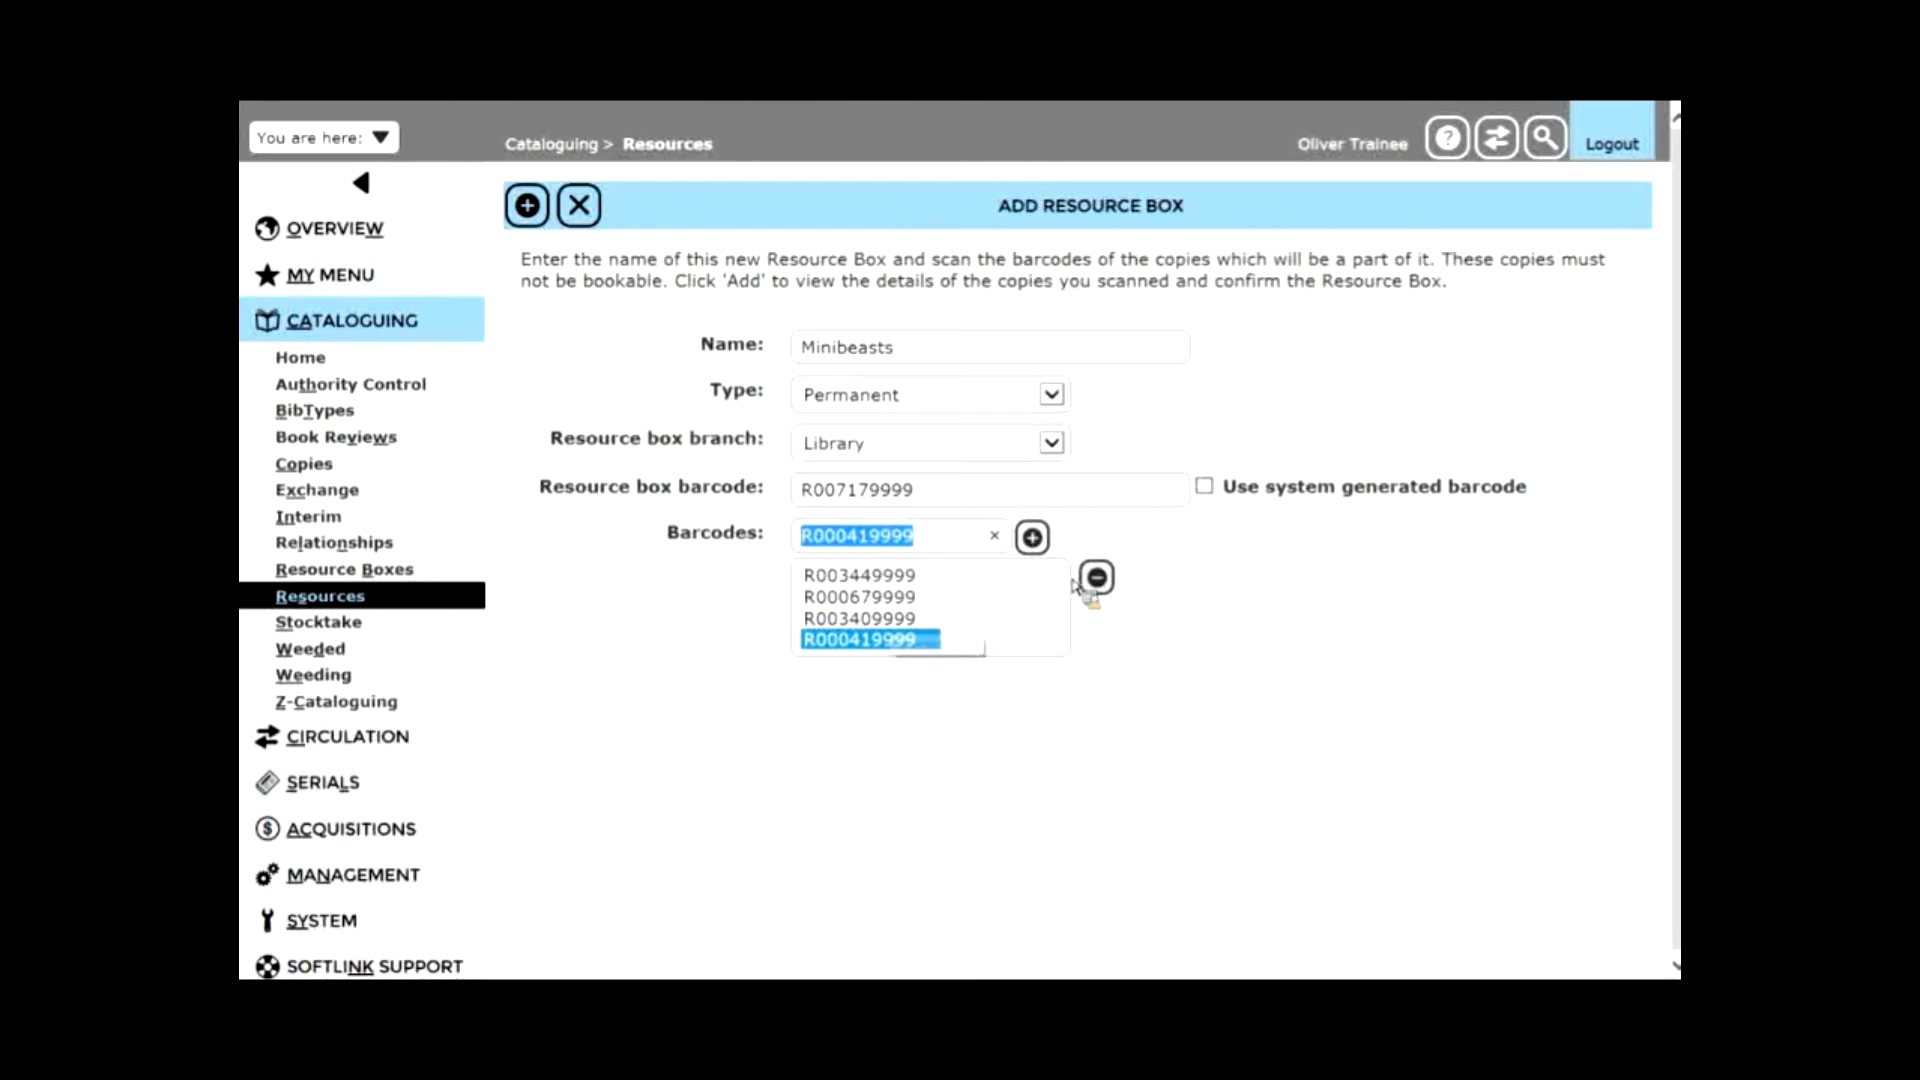 You are here:
Cataloguing > Resources
Oliver Trainee
Logout
OVERVIEW
MY MENU
CATALOGUING
Home
Authority Control
BibTypes
Book Reviews
Copies
Exchange
Interim
Relationships
Resource Boxes
Resources
Stocktake
Weeded
Weeding
Z-Cataloguing
CIRCULATION
SERIALS
ACQUISITIONS
MANAGEMENT
SYSTEM
SOFTLINK SUPPORT
ADD RESOURCE BOX
Enter the name of this new Resource Box and scan the barcodes of the copies which will be a part of it. These copies must
not be bookable. Click 'Add' to view the details of the copies you scanned and confirm the Resource Box.
Name: Minibeasts
Type: Permanent
Resource box branch: Library
Resource box barcode: R007179999 Use system generated barcode
Barcodes: R000419999
R003449999
R000679999
R003409999
R000419999